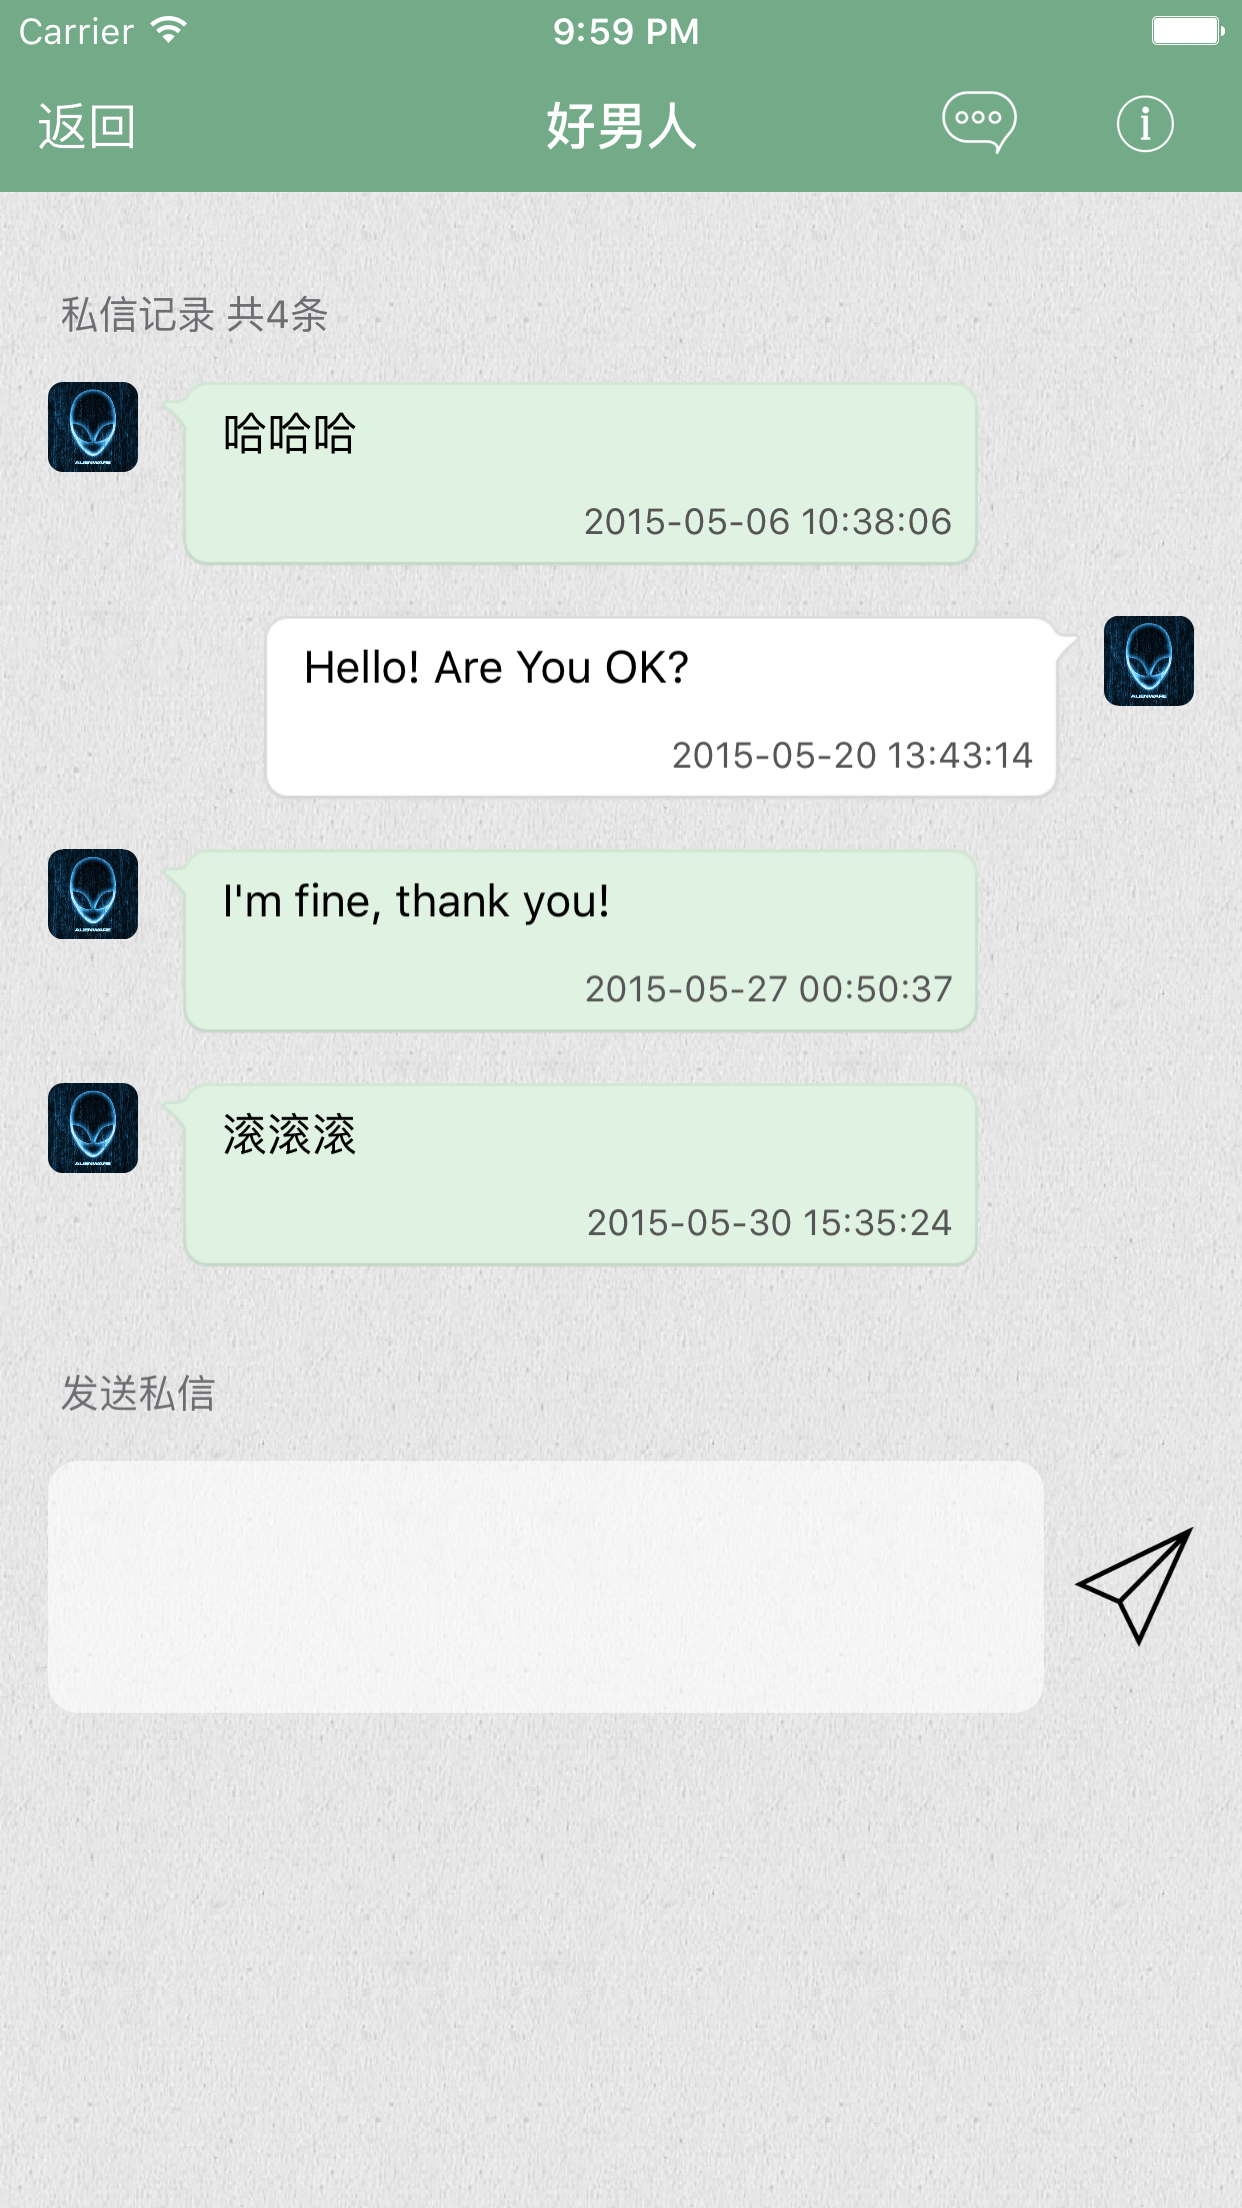 Carrier 9:59 PM
返回 好男人
私信记录 共4条
哈哈哈
2015-05-06 10:38:06
Hello! Are You OK?
2015-05-20 13:43:14
I'm fine, thank you!
2015-05-27 00:50:37
滚滚滚
2015-05-30 15:35:24
发送私信